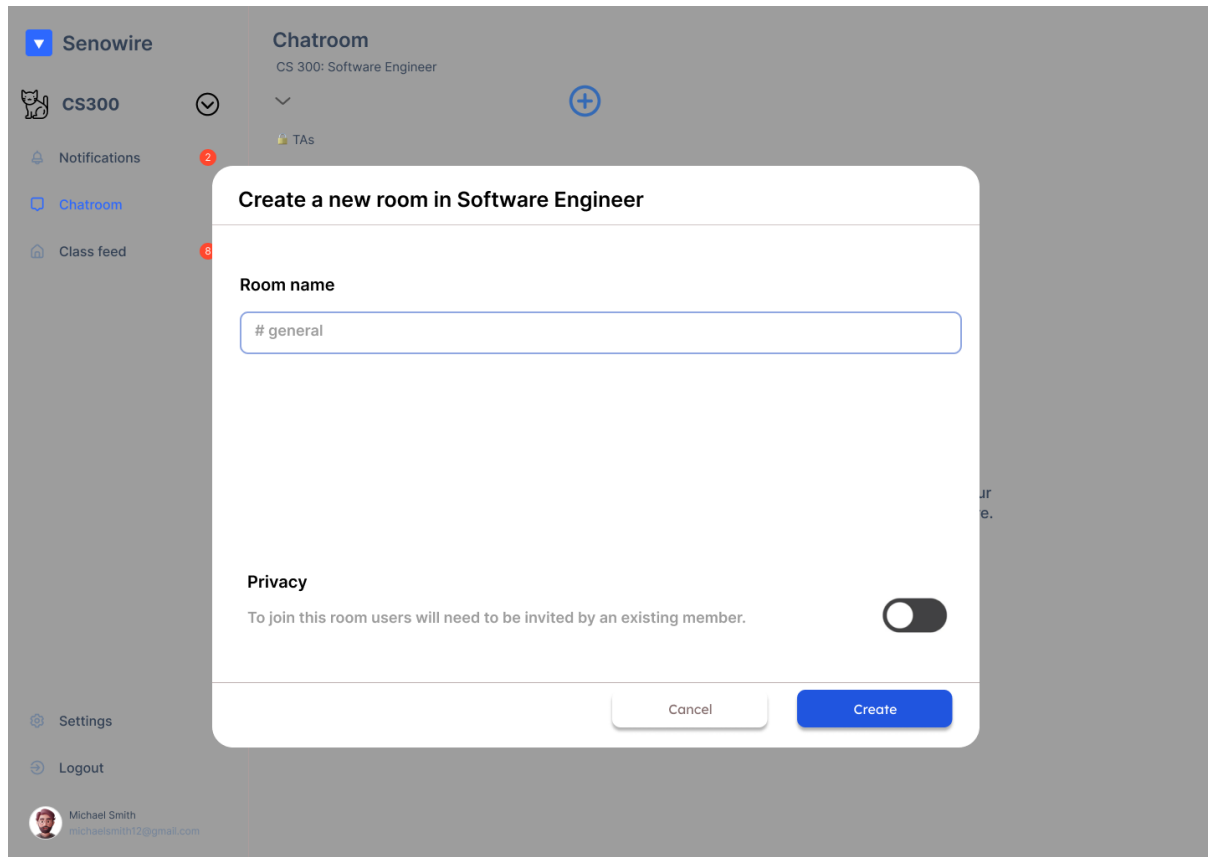 Senowire
CS300
Notifications
2
Chatroom
Class feed
8
Settings
Logout
Michael Smith
michaelsmith12@gmail.com
Chatroom
CS 300: Software Engineer
TAs
Create a new room in Software Engineer
Room name
# general
Privacy
To join this room users will need to be invited by an existing member.
Cancel
Create
ur
e.